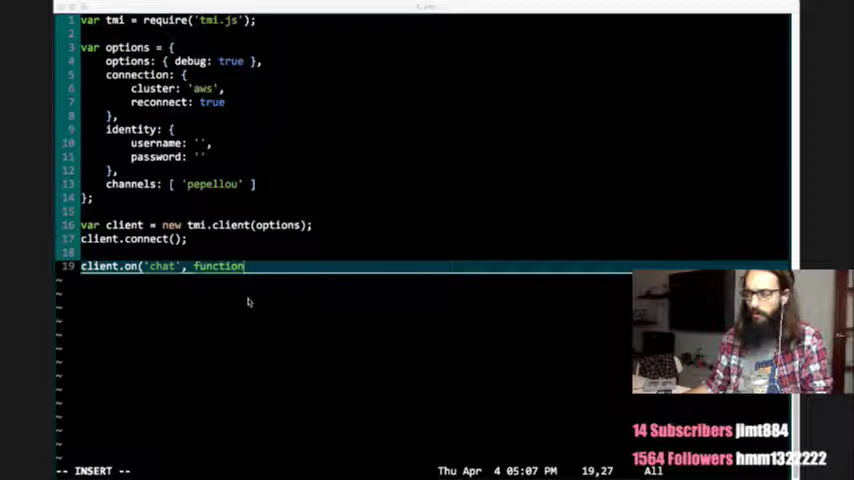 1 var tmi = require('tmi.js');
2
3 var options = {
4 options: { debug: true },
5 connection: {
6 cluster: 'aws',
7 reconnect: true
8 },
9 identity: {
10 username: '',
11 password: ''
12 },
13 channels: [ 'pepellou' ]
14 };
15
16 var client = new tmi.client(options);
17 client.connect();
18
19 client.on('chat', function
~
~
~
~
~
~
~
~
~
~
~
~
~
~
-- INSERT -- Thu Apr 4 05:07 PM 19,27 All
14 Subscribers jimt884
1564 Followers hmm1322222